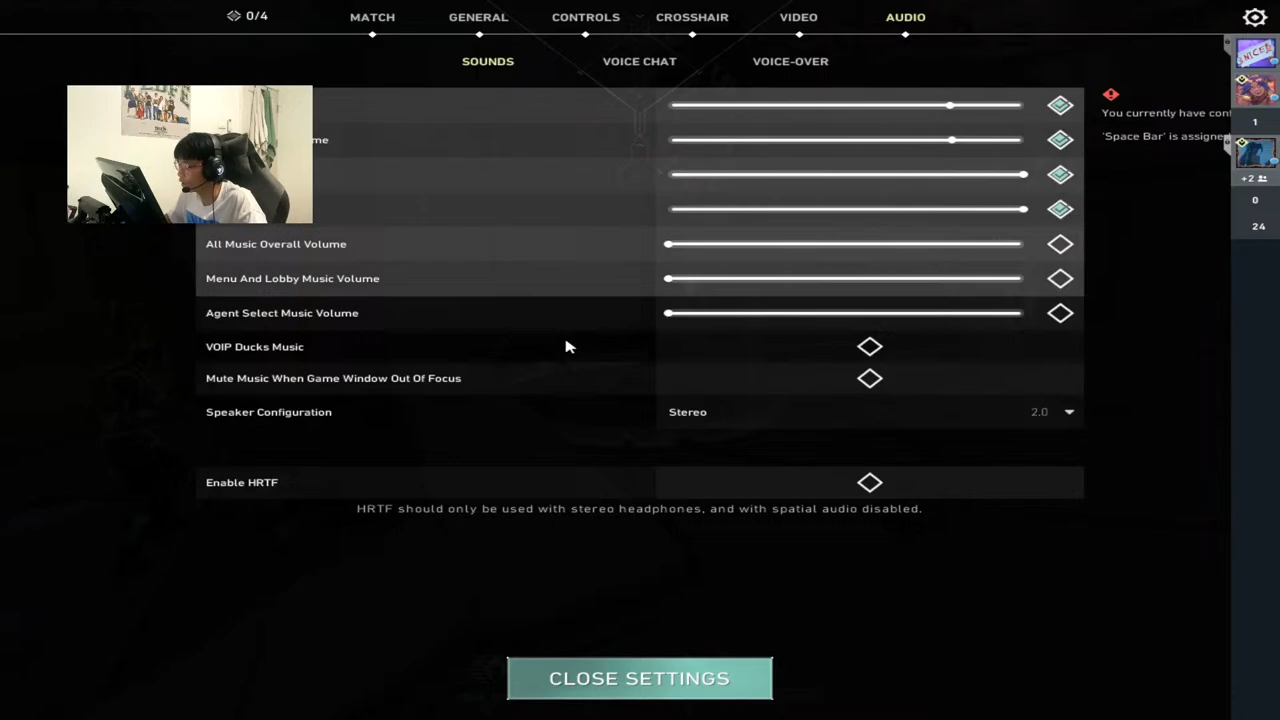 0/4
MATCH
GENERAL
CONTROLS
CROSSHAIR
VIDEO
AUDIO
SOUNDS
VOICE CHAT
VOICE-OVER
NICE!
You currently have
'Space Bar' is
1
+2
0
24
All Music Overall Volume
Menu And Lobby Music Volume
Agent Select Music Volume
VOIP Ducks Music
Mute Music When Game Window Out Of Focus
Speaker Configuration
Stereo
2.0
Enable HRTF
HRTF should only be used with stereo headphones, and with spatial audio disabled.
CLOSE SETTINGS